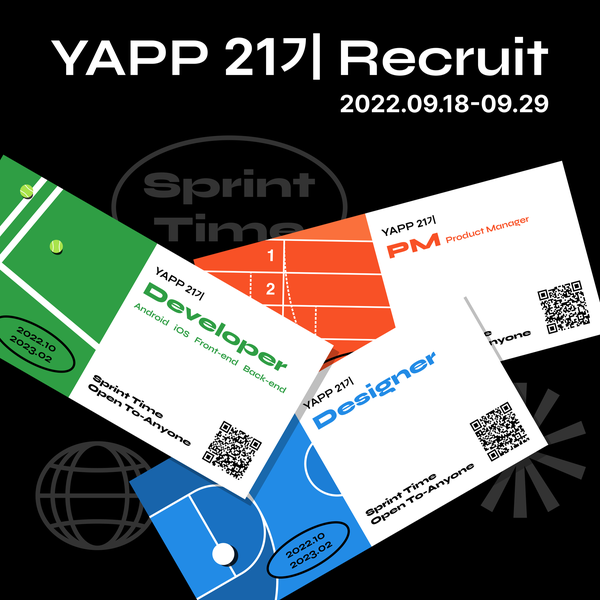 YAPP 21기 Recruit
2022.09.18-09.29
Sprint
Time
1
2
YAPP 21기
PM Product Manager
Anyone
YAPP 21기
Developer
Android iOS Front-end Back-end
2022.10
2023.02
Sprint Time
Open To-Anyone
YAPP 21기
Designer
Sprint Time
Open To-Anyone
2022.10
2023.02